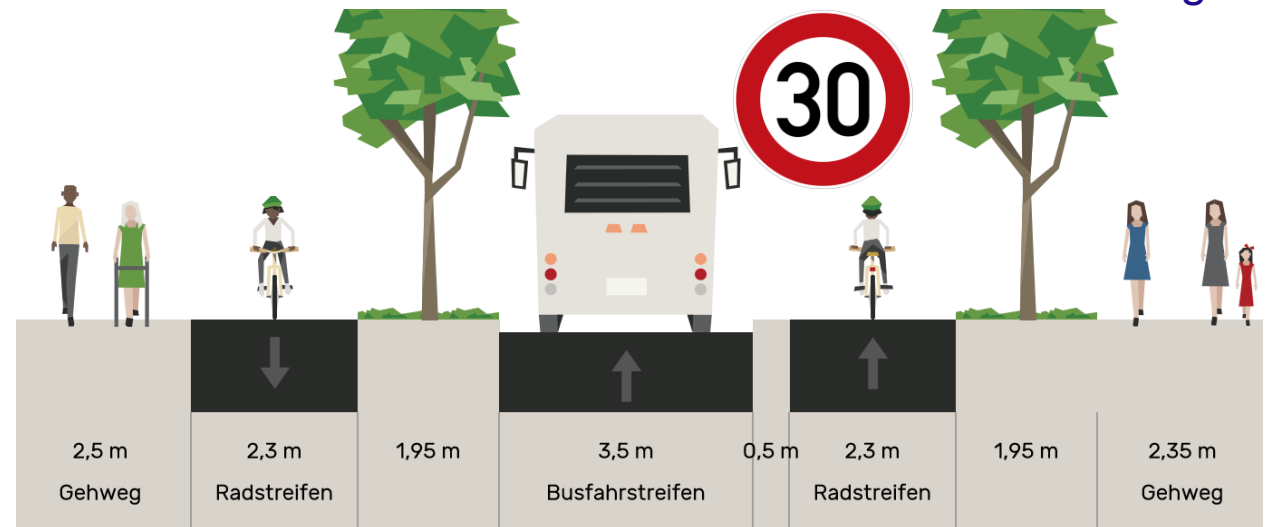 g
30
2,5 m
2,3 m
1,95 m
3,5 m
0,5 m
2,3 m
1,95 m
2,35 m
Gehweg
Radstreifen
Busfahrstreifen
Radstreifen
Gehweg